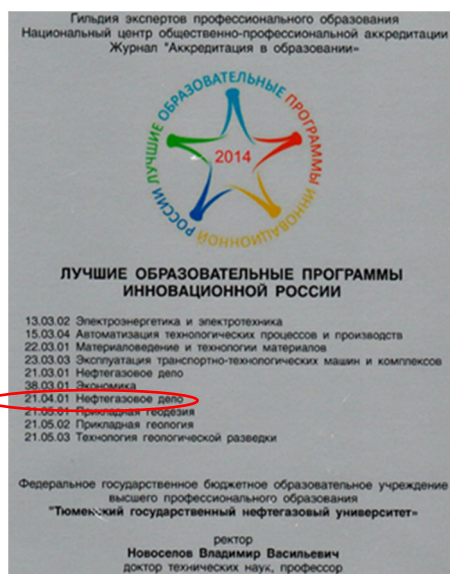 Гильдия экспертов профессионального образования
Национальный центр общественно-профессиональной аккредитации
Журнал "Аккредитация в образовании»
ЛУЧШИЕ ОБРАЗОВАТЕЛЬНЫЕ ПРОГРАММЫ ИННОВАЦИОННОЙ РОССИИ
2014
ЛУЧШИЕ ОБРАЗОВАТЕЛЬНЫЕ ПРОГРАММЫ
ИННОВАЦИОННОЙ РОССИИ
13.03.02 Электроэнергетика и электротехника
15.03.04 Автоматизация технологических процессов и производств
22.03.01 Материаловедение и технологии материалов
23.03.03 Эксплуатация транспортно-технологических машин и комплексов
21.03.01 Нефтегазовое дело
38.03.01 Экономика
21.04.01 Нефтегазовое дело
21.05.01 Прикладная геодезия
21.05.02 Прикладная геология
21.05.03 Технология геологической разведки
Федеральное государственное бюджетное образовательное учреждение
высшего профессионального образования
"Тюменский государственный нефтегазовый университет»
ректор
Новоселов Владимир Васильевич
доктор технических наук, профессор